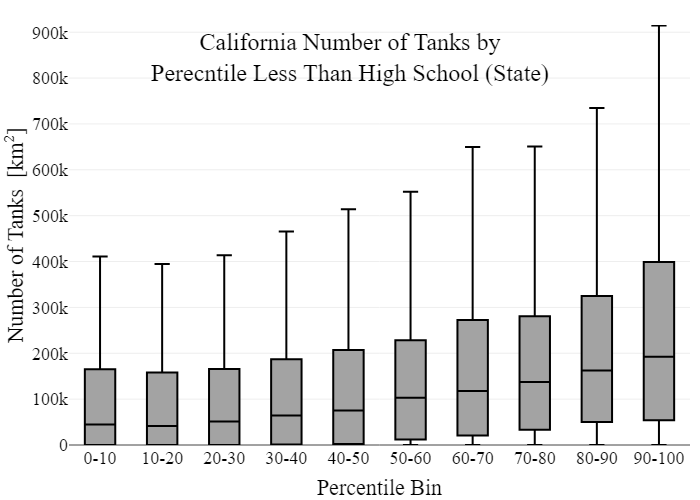 California Number of Tanks by
Perecntile Less Than High School (State)
Number of Tanks [km²]
900k
800k
700k
600k
500k
400k
300k
200k
100k
0
0-10 10-20 20-30 30-40 40-50 50-60 60-70 70-80 80-90 90-100
Percentile Bin